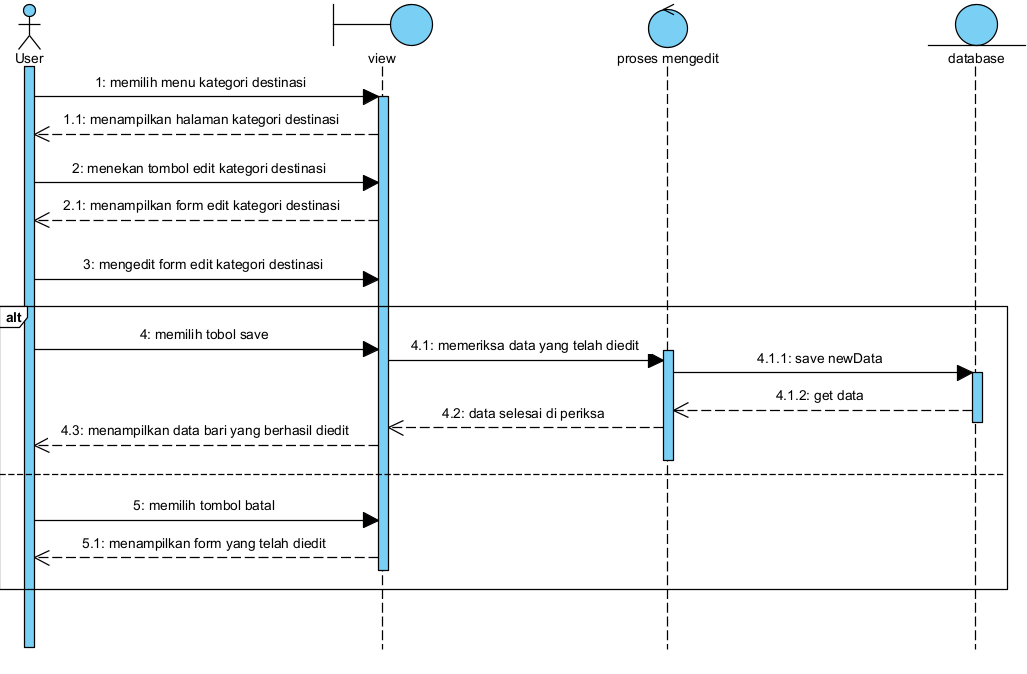 User
view
proses mengedit
database
1: memilih menu kategori destinasi
1.1: menampilkan halaman kategori destinasi
2: menekan tombol edit kategori destinasi
2.1: menampilkan form edit kategori destinasi
3: mengedit form edit kategori destinasi
alt
4: memilih tobol save
4.1: memeriksa data yang telah diedit
4.1.1: save newData
4.1.2: get data
4.2: data selesai di periksa
4.3: menampilkan data bari yang berhasil diedit
5: memilih tombol batal
5.1: menampilkan form yang telah diedit